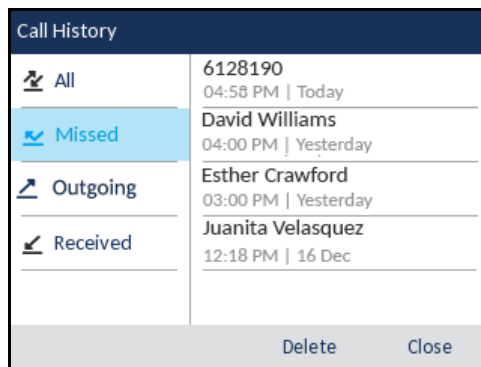 Call History
All
Missed
Outgoing
Received
6128190
04:58 PM | Today
David Williams
04:00 PM | Yesterday
Esther Crawford
03:00 PM | Yesterday
Juanita Velasquez
12:18 PM | 16 Dec
Delete
Close